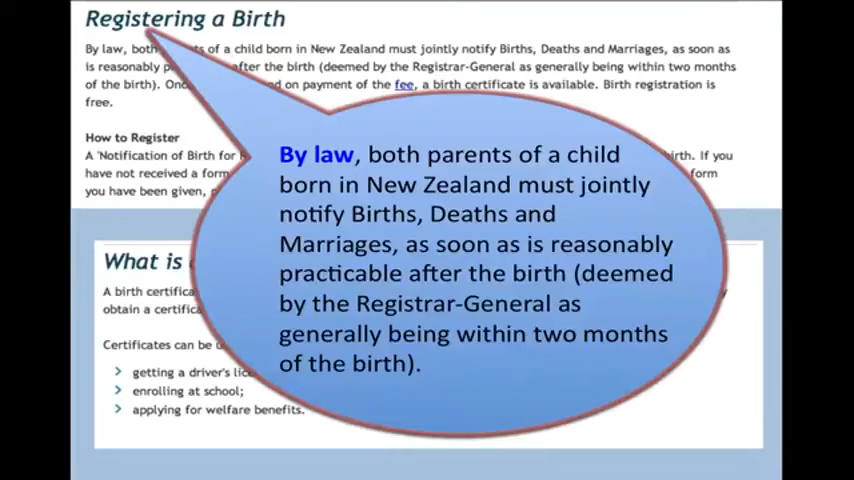 Registering a Birth
By law, both parents of a child born in New Zealand must jointly notify Births, Deaths and Marriages, as soon as
is reasonably after the birth (deemed by the Registrar-General as generally being within two months
of the birth). on payment of the fee, a birth certificate is available. Birth registration is
free.
How to Register
A 'Notification of Birth for birth. If you
have not received a form form
you have been given,
By law, both parents of a child
born in New Zealand must jointly
notify Births, Deaths and
Marriages, as soon as is reasonably
practicable after the birth (deemed
by the Registrar-General as
generally being within two months
of the birth).
What is
A birth
obtain a
Certificates can be
getting a driver's
enrolling at school;
applying for welfare benefits.